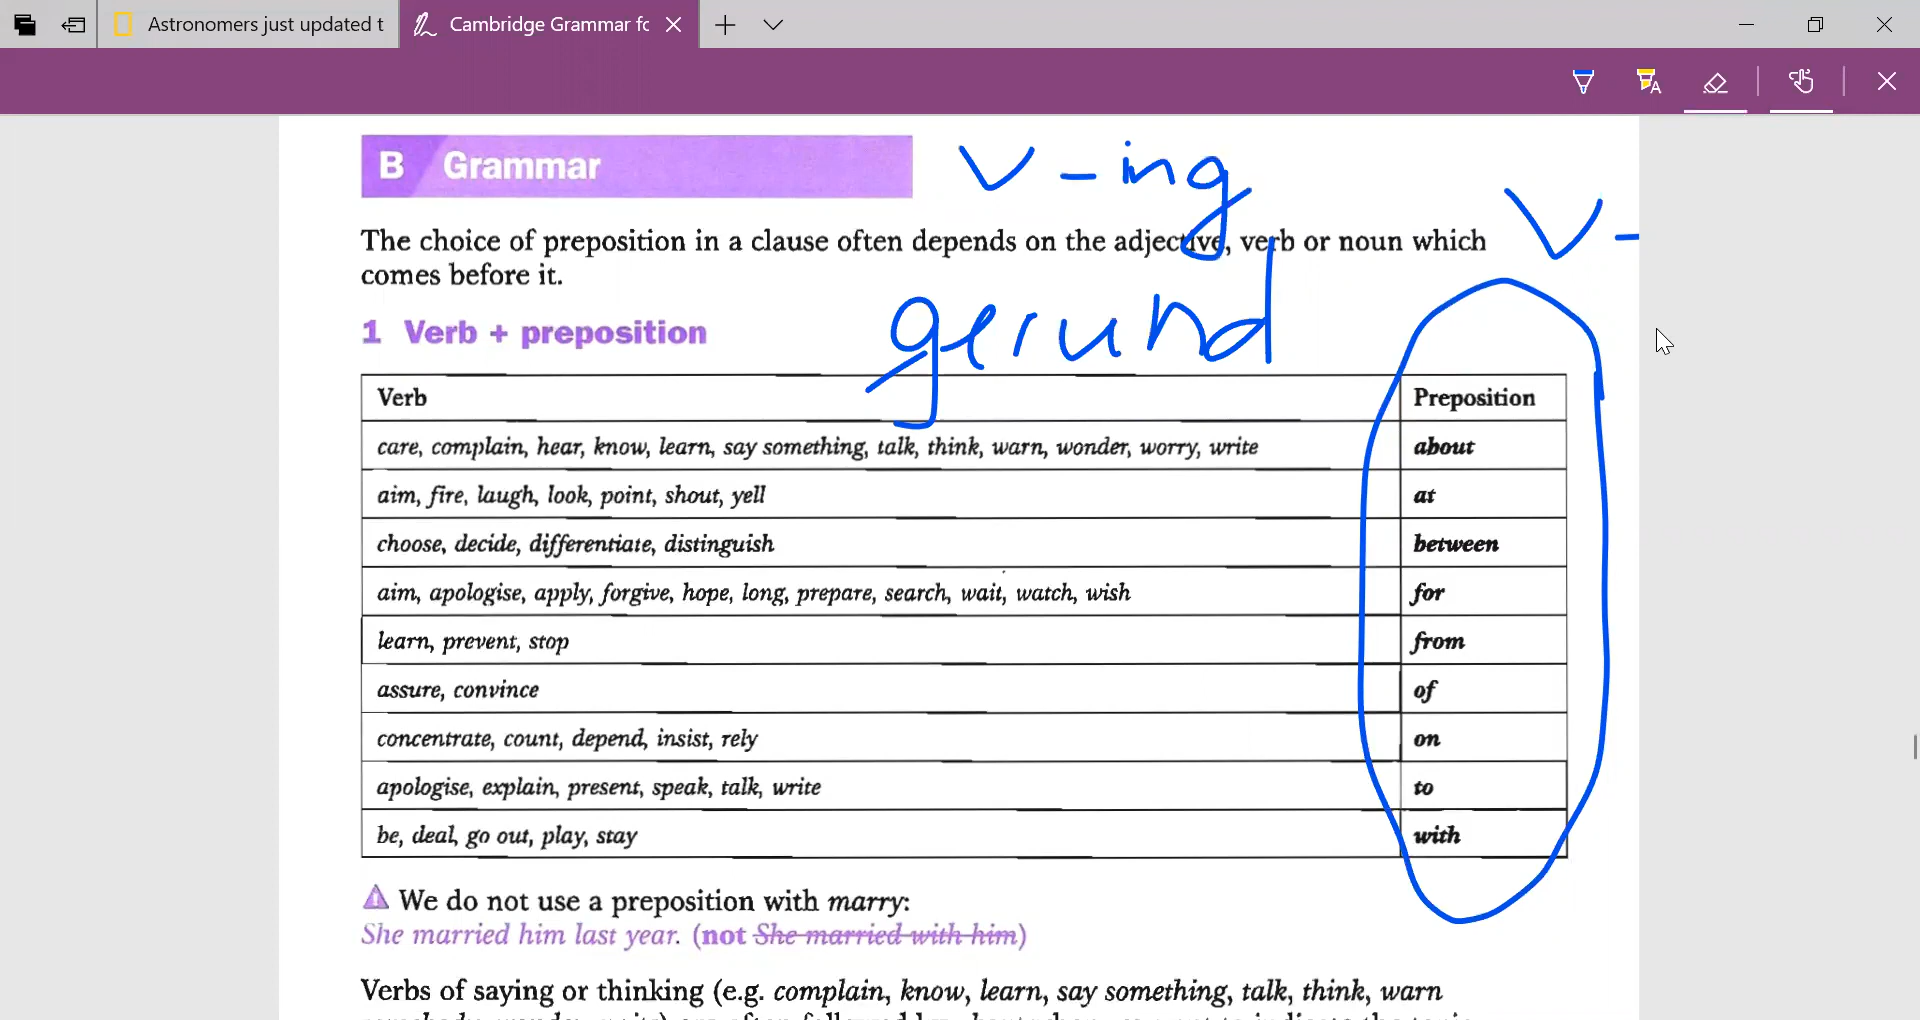 Astronomers just updated t
Cambridge Grammar fo
B Grammar
V - ing
The choice of preposition in a clause often depends on the adjective, verb or noun which
V -
comes before it.
1 Verb + preposition
gerund
Verb Preposition
care, complain, hear, know, learn, say something, talk, think, warn, wonder, worry, write about
aim, fire, laugh, look, point, shout, yell at
choose, decide, differentiate, distinguish between
aim, apologise, apply, forgive, hope, long, prepare, search, wait, watch, wish for
learn, prevent, stop from
assure, convince of
concentrate, count, depend, insist, rely on
apologise, explain, present, speak, talk, write to
be, deal, go out, play, stay with
We do not use a preposition with marry:
She married him last year. (not She married with him)
Verbs of saying or thinking (e.g. complain, know, learn, say something, talk, think, warn